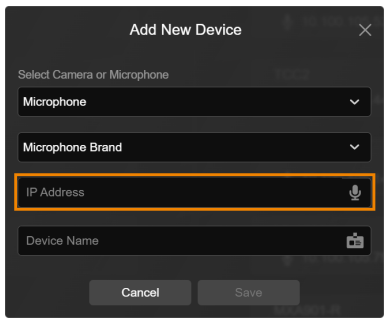 Add New Device
Select Camera or Microphone
Microphone
Microphone Brand
IP Address
Device Name
Cancel
Save